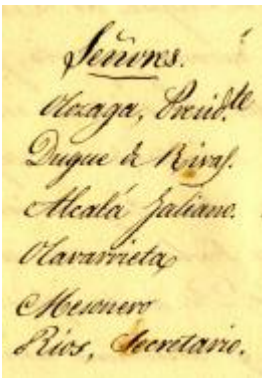 Señores.
Olozaga, Presid.te
Duque de Rivas.
Alcalá Galiano.
Olavarrieta
Mesonero
Rios, Secretario.